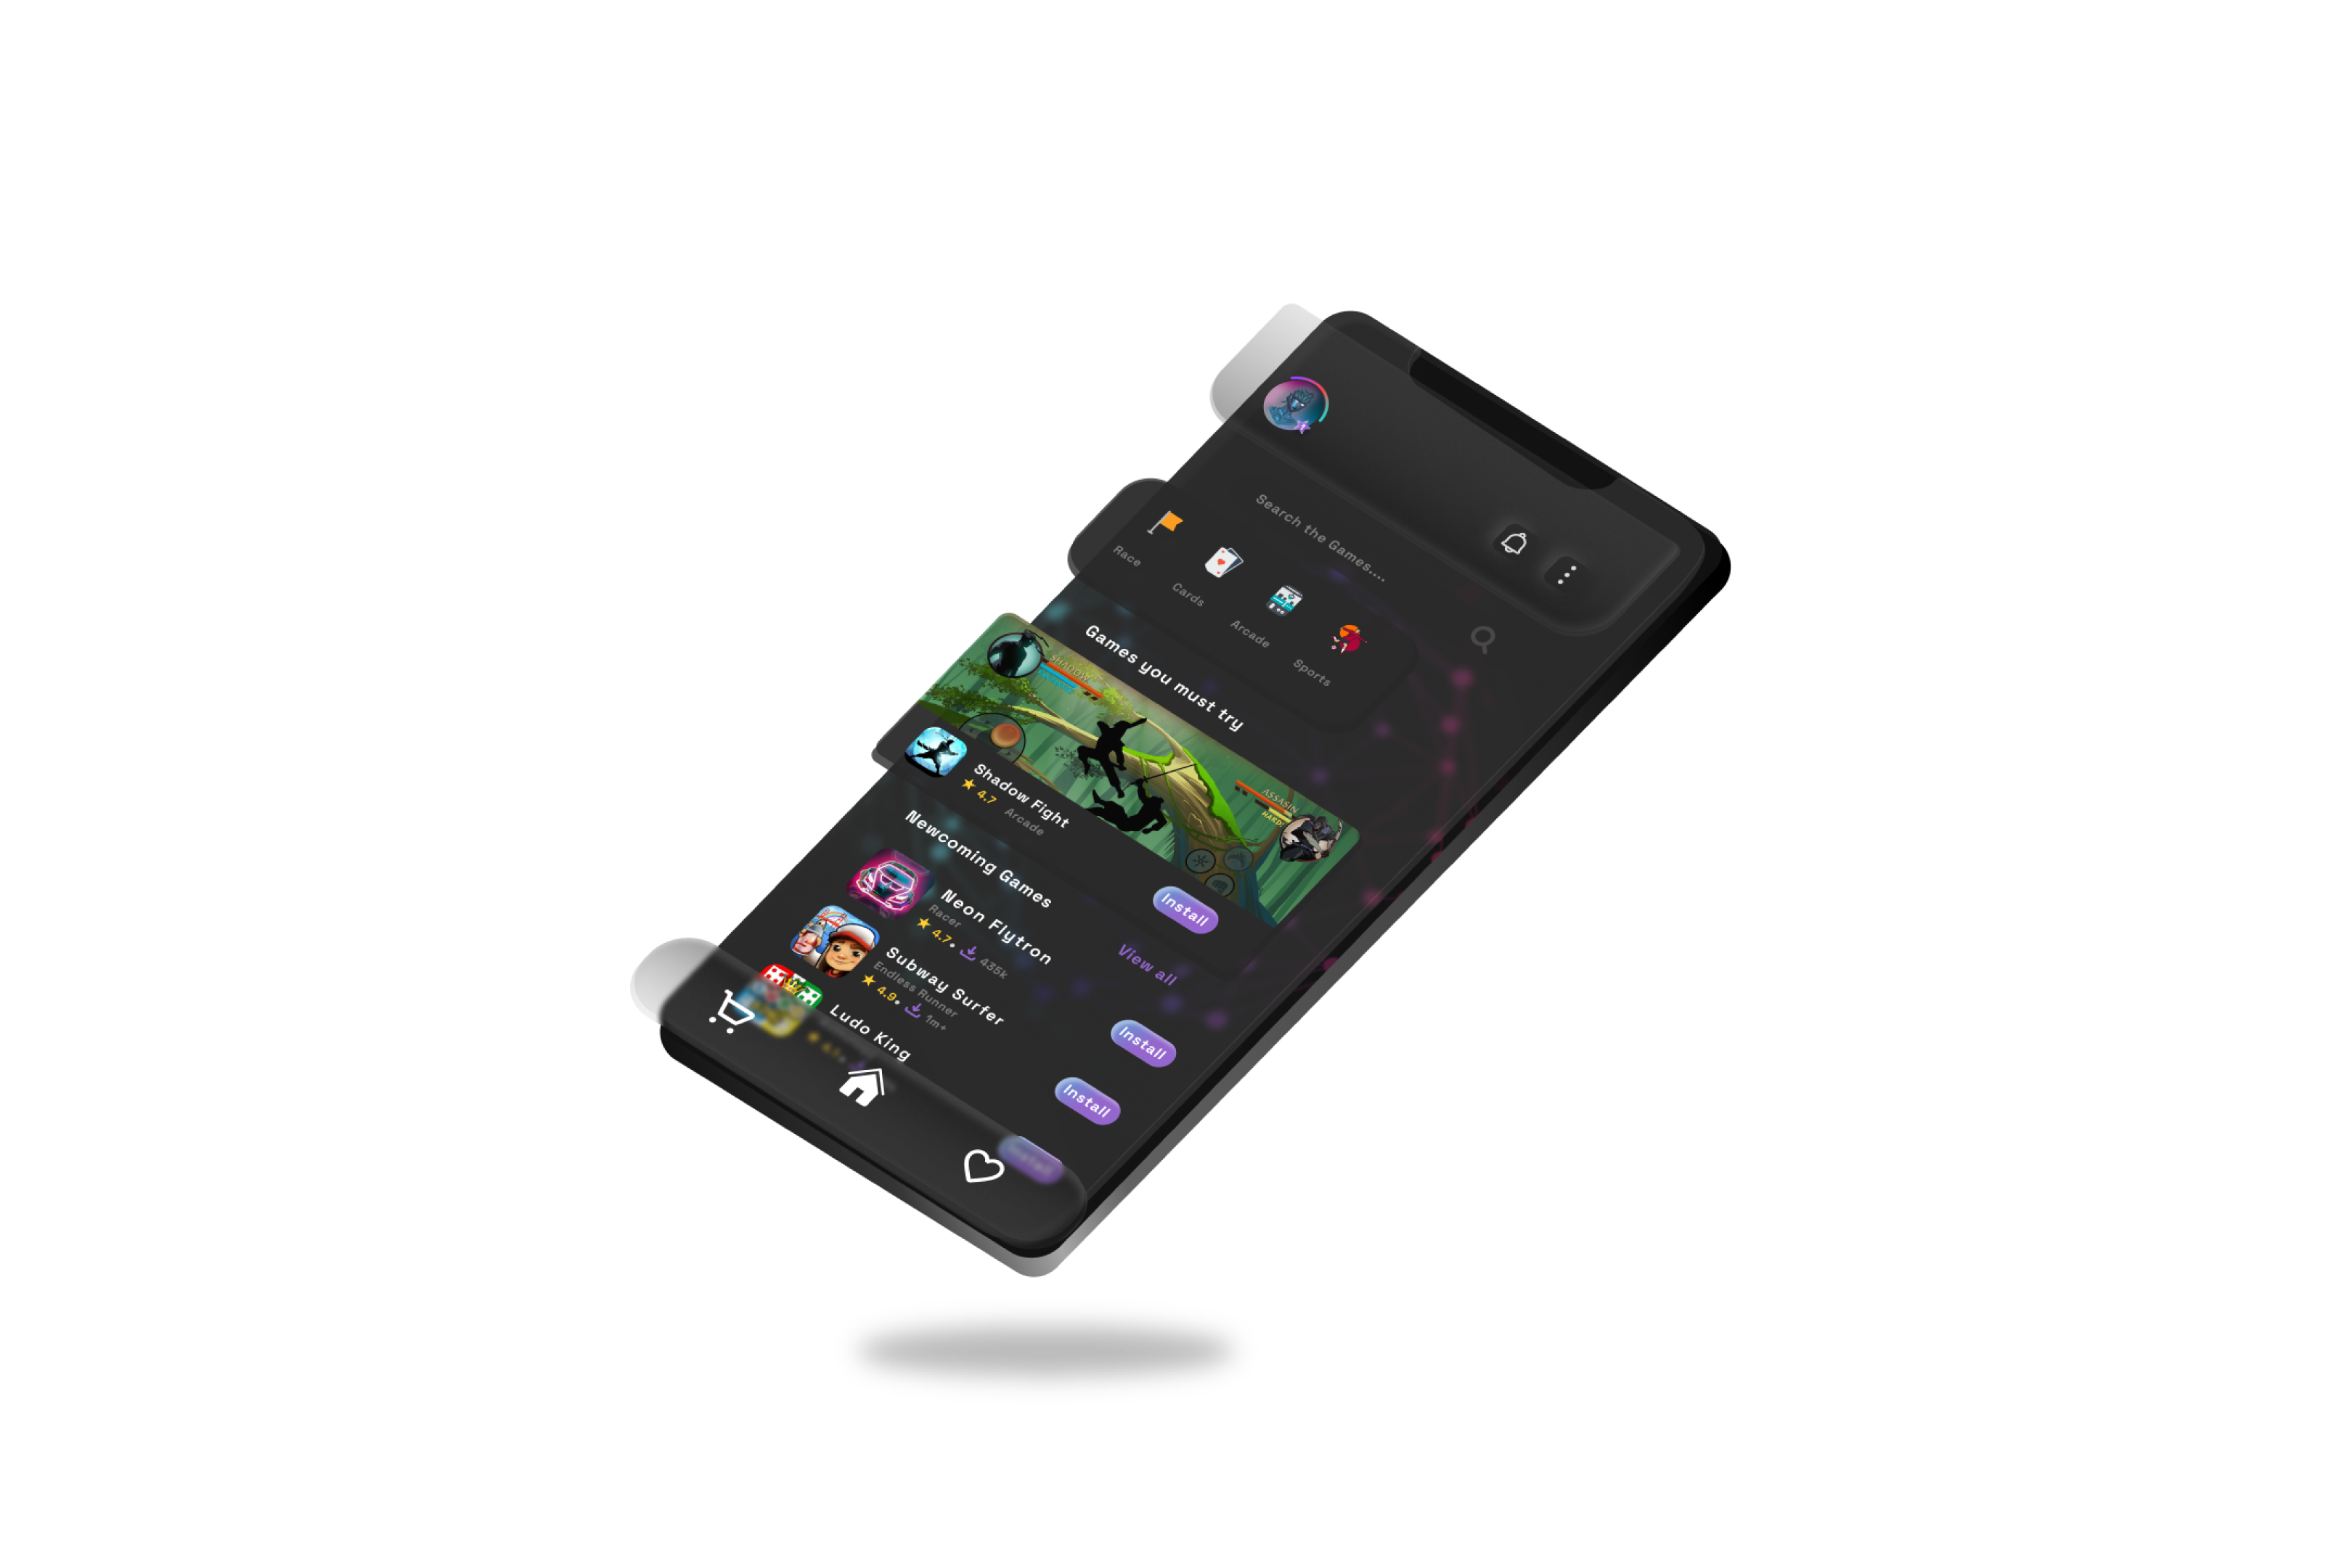 Search the Games....
Race
Cards
Arcade
Sports
Games you must try
SHADOW
ASSASIN
Shadow Fight
4.7
Arcade
Install
Newcoming Games
View all
Neon Flytron
Racer
4.7
435k
Install
Subway Surfer
Endless Runner
4.9
1m+
Install
Ludo King